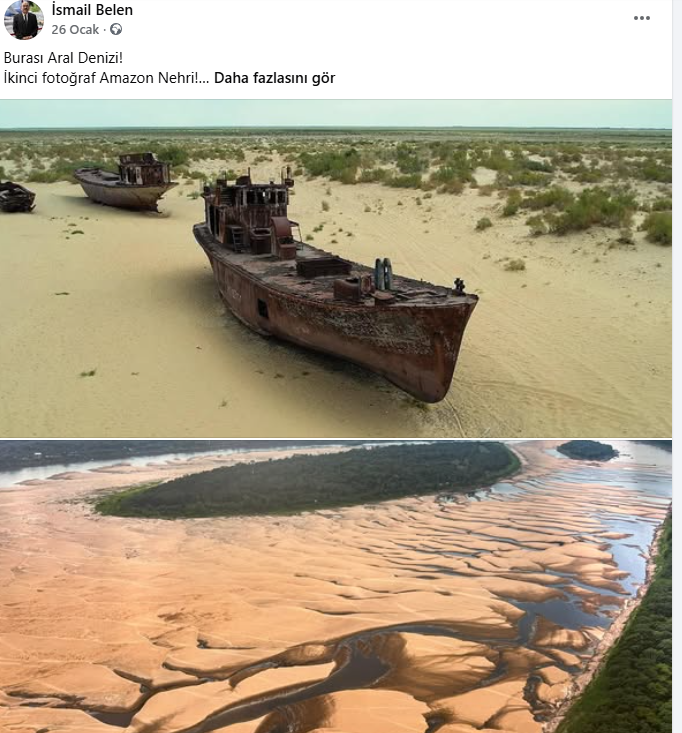 İsmail Belen
26 Ocak ·
Burası Aral Denizi!
İkinci fotoğraf Amazon Nehri!... Daha fazlasını gör